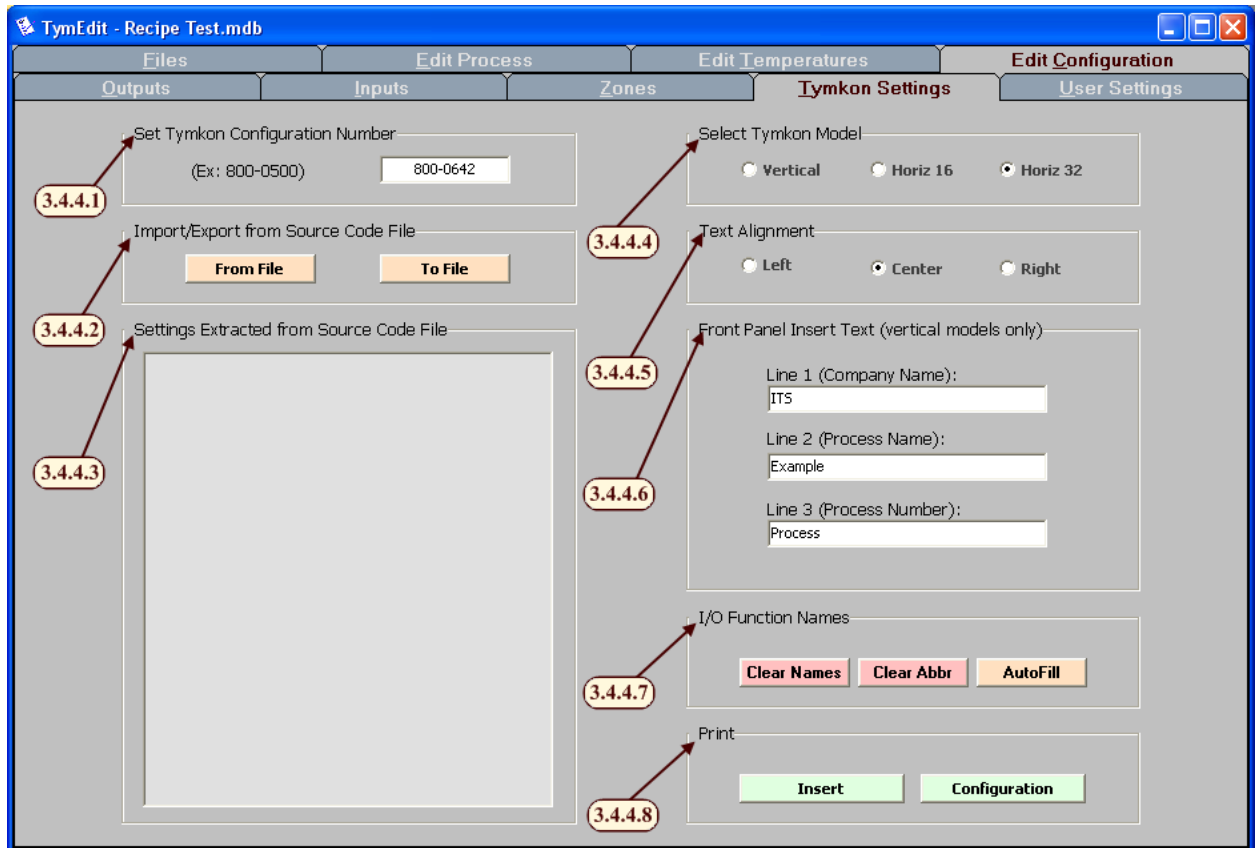 TymEdit - Recipe Test.mdb
Files Edit Process Edit Temperatures Edit Configuration
Outputs Inputs Zones Tymkon Settings User Settings
Set Tymkon Configuration Number
(Ex: 800-0500) 800-0642
3.4.4.1
Import/Export from Source Code File
From File To File
3.4.4.2
Settings Extracted from Source Code File
3.4.4.3
Select Tymkon Model
Vertical Horiz 16 Horiz 32
3.4.4.4
Text Alignment
Left Center Right
3.4.4.5
Front Panel Insert Text (vertical models only)
Line 1 (Company Name):
ITS
Line 2 (Process Name):
Example
3.4.4.6
Line 3 (Process Number):
Process
I/O Function Names
Clear Names Clear Abbr AutoFill
3.4.4.7
Print
Insert Configuration
3.4.4.8